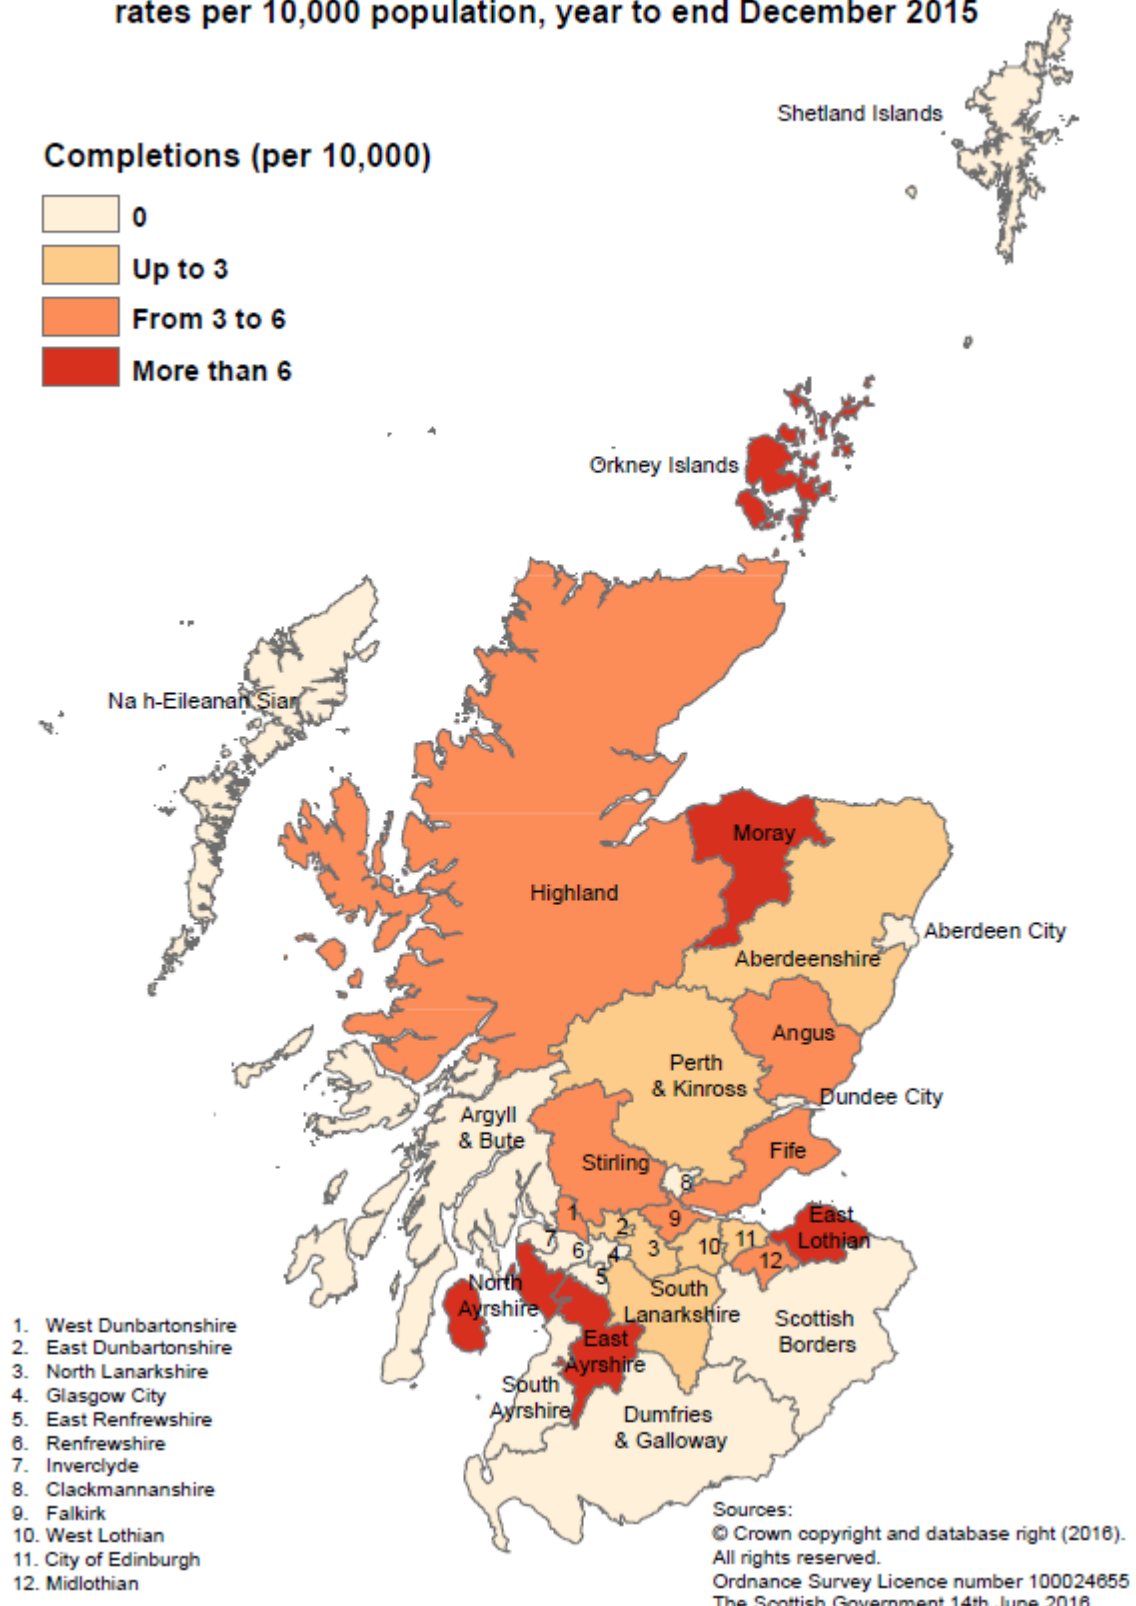 rates per 10,000 population, year to end December 2015
Shetland Islands
Completions (per 10,000)
0
Up to 3
From 3 to 6
More than 6
Orkney Islands
Na h-Eileanan Siar
Moray
Highland
Aberdeen City
Aberdeenshire
Angus
Perth
& Kinross
Dundee City
Argyll
& Bute
Fife
Stirling
8
1
2
9
East
Lothian
7
6
4
3
10
11
12
5
North
Ayrshire
South
Lanarkshire
Scottish
Borders
East
Ayrshire
South
Ayrshire
Dumfries
& Galloway
1. West Dunbartonshire
2. East Dunbartonshire
3. North Lanarkshire
4. Glasgow City
5. East Renfrewshire
6. Renfrewshire
7. Inverclyde
8. Clackmannanshire
9. Falkirk
10. West Lothian
11. City of Edinburgh
12. Midlothian
Sources:
© Crown copyright and database right (2016).
All rights reserved.
Ordnance Survey Licence number 100024655
The Scottish Government 14th June 2016